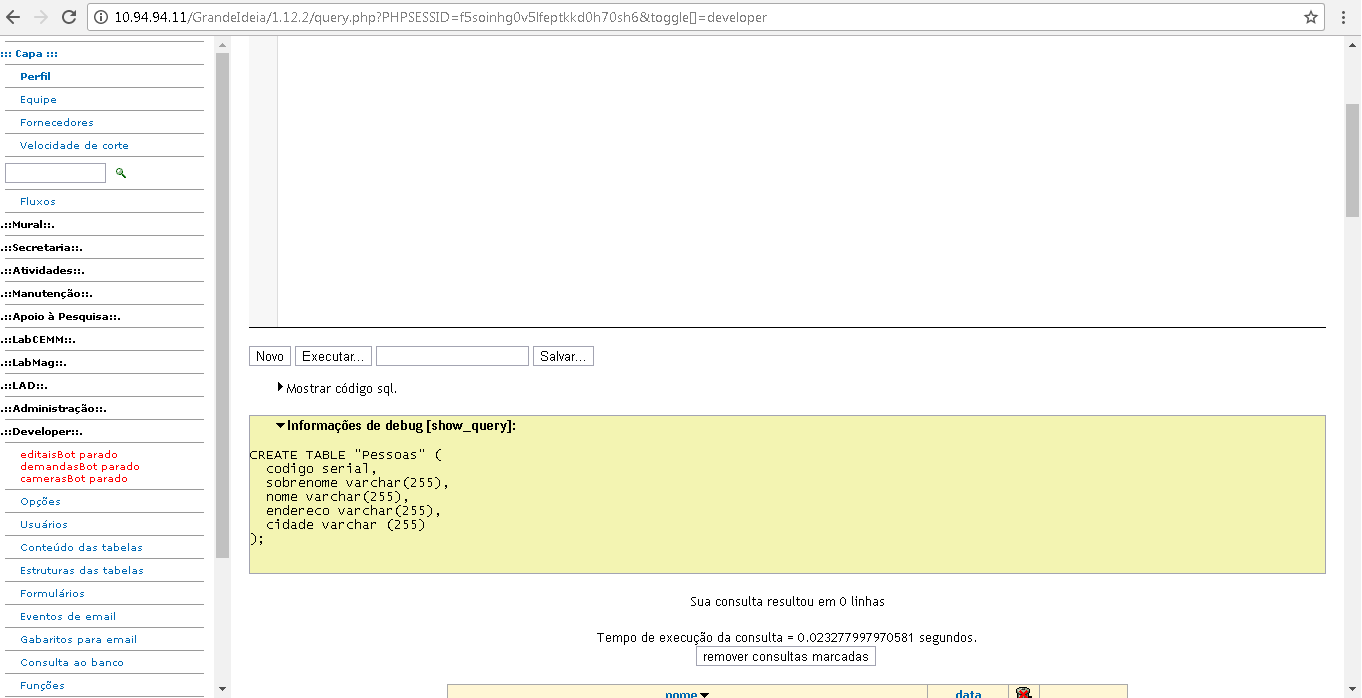 10.94.94.11/GrandeIdeia/1.12.2/query.php?PHPSESSID=f5soinhg0v5lfeptkkd0h70sh6&toggle[]=developer
::: Capa :::
Perfil
Equipe
Fornecedores
Velocidade de corte
Fluxos
.::Mural::.
.::Secretaria::.
.::Atividades::.
.::Manutenção::.
.::Apoio à Pesquisa::.
.::LabCEMM::.
.::LabMag::.
.::LAD::.
.::Administração::.
.::Developer::.
editaisBot parado
demandasBot parado
camerasBot parado
Opções
Usuários
Conteúdo das tabelas
Estruturas das tabelas
Formulários
Eventos de email
Gabaritos para email
Consulta ao banco
Funções
Novo Executar... Salvar...
Mostrar código sql.
Informações de debug [show_query]:
CREATE TABLE "Pessoas" (
codigo serial,
sobrenome varchar(255),
nome varchar(255),
endereco varchar(255),
cidade varchar (255)
);
Sua consulta resultou em 0 linhas
Tempo de execução da consulta = 0.023277997970581 segundos.
remover consultas marcadas
nome data